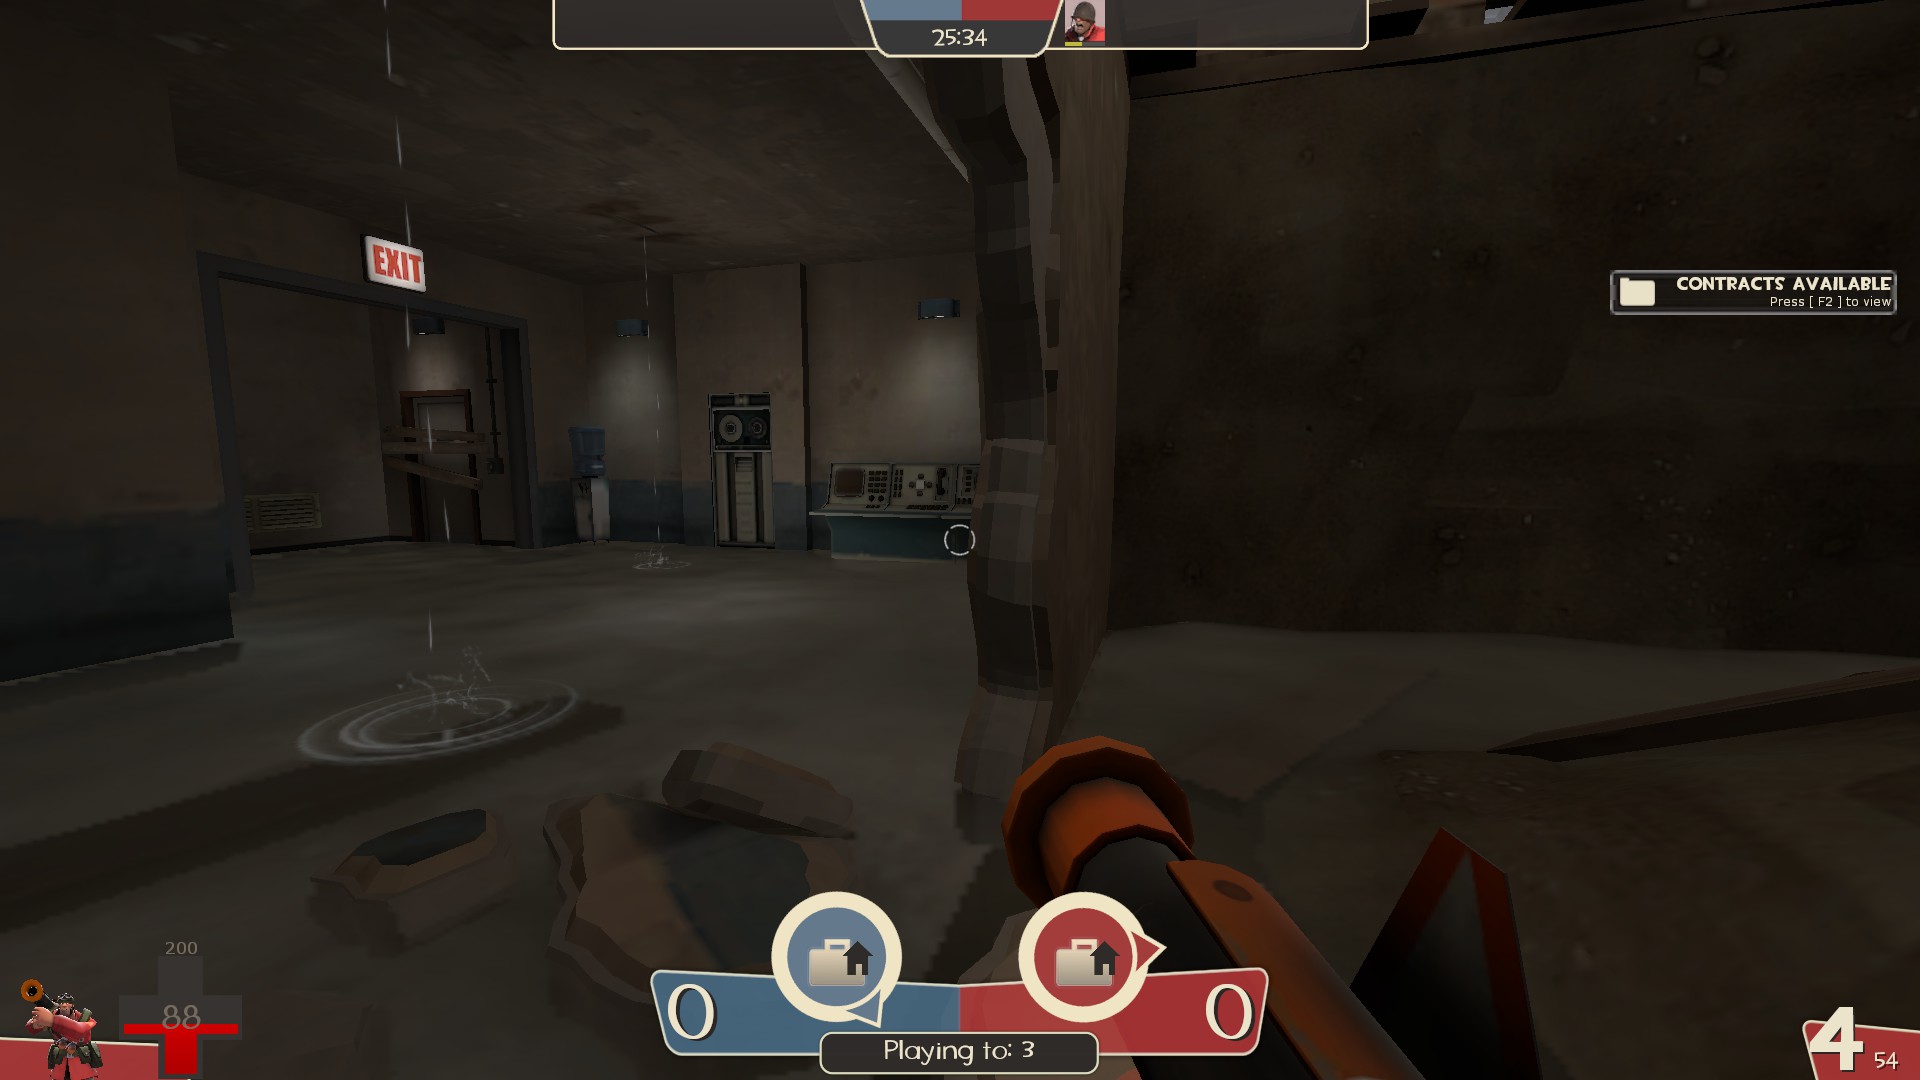 25:34
EXIT
CONTRACTS AVAILABLE
Press [ F2 ] to view
200
88
0
0
Playing to: 3
4
54